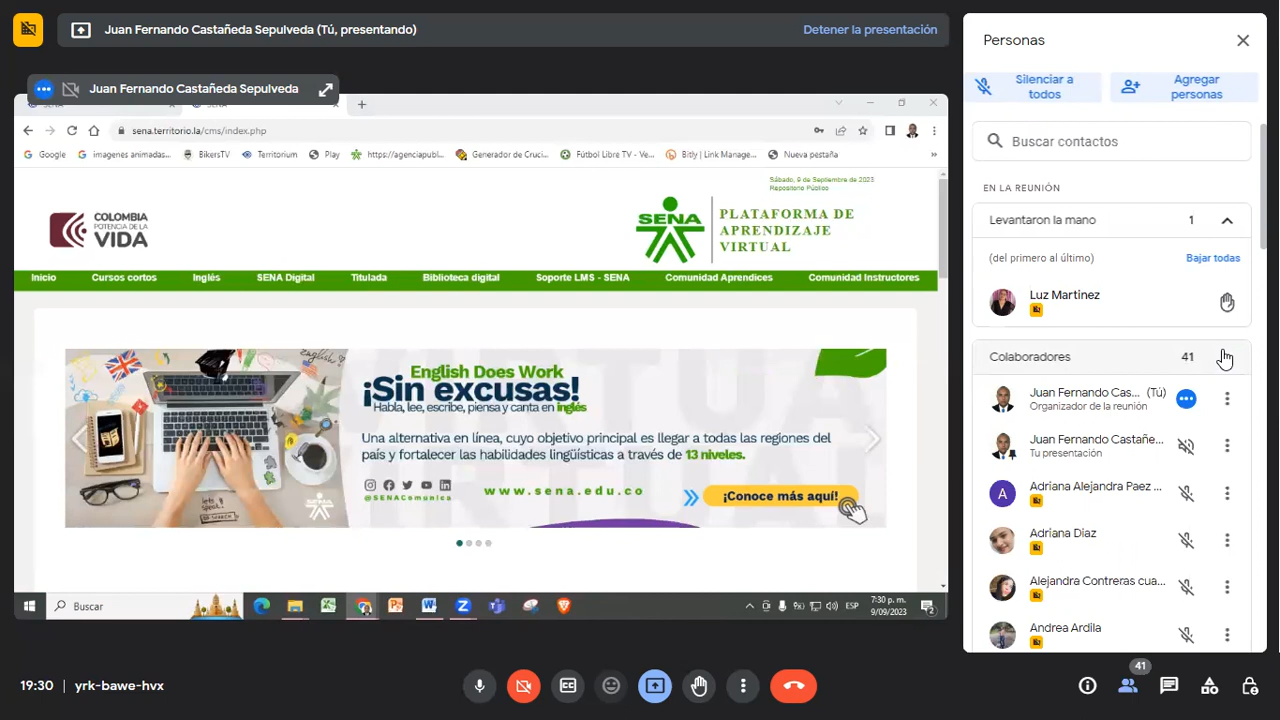 Juan Fernando Castañeda Sepulveda (Tú, presentando)
Detener la presentación
Juan Fernando Castañeda Sepulveda
sena.territorio.la/cms/index.php
Google
imagenes animadas...
BikersTV
Territorium
Play
https://agenciapubl...
Generador de Cruci...
Fútbol Libre TV - Ve...
Bitly | Link Manage...
Nueva pestaña
»
Sábado, 9 de Septiembre de 2023
Repositorio Público
COLOMBIA
POTENCIA DE LA
VIDA
SENA
PLATAFORMA DE
APRENDIZAJE
VIRTUAL
Inicio
Cursos cortos
Inglés
SENA Digital
Titulada
Biblioteca digital
Soporte LMS - SENA
Comunidad Aprendices
Comunidad Instructores
English Does Work
¡Sin excusas!
Habla, lee, escribe, piensa y canta en inglés
Una alternativa en línea, cuyo objetivo principal es llegar a todas las regiones del
país y fortalecer las habilidades lingüísticas a través de 13 niveles.
@SENAComunica
www.sena.edu.co
¡Conoce más aquí!
Buscar
ESP
7:30 p. m.
9/09/2023
2
19:30 | yrk-bawe-hvx
41
Personas
Silenciar a
todos
Agregar
personas
Buscar contactos
EN LA REUNIÓN
Levantaron la mano 1
(del primero al último)
Bajar todas
Luz Martinez
Colaboradores 41
Juan Fernando Cas... (Tú)
Organizador de la reunión
Juan Fernando Castañe...
Tu presentación
A
Adriana Alejandra Paez ...
Adriana Diaz
Alejandra Contreras cua...
Andrea Ardila